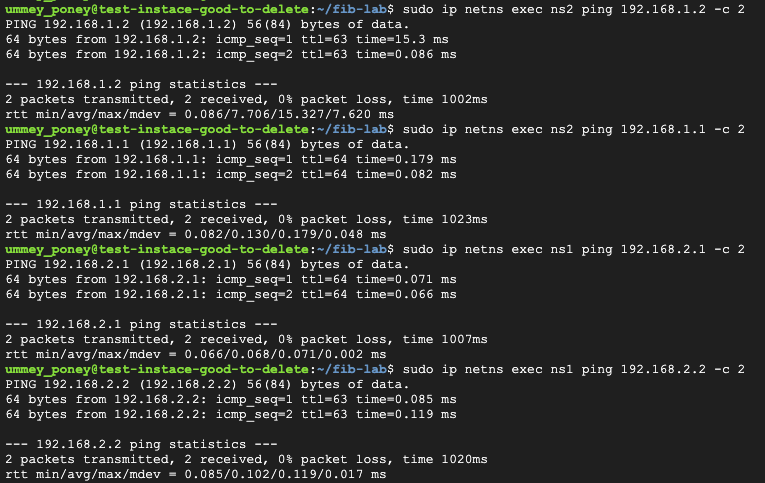 ummey_poney@test-instace-good-to-delete:~/fib-lab$ sudo ip netns exec ns2 ping 192.168.1.2 -c 2
PING 192.168.1.2 (192.168.1.2) 56(84) bytes of data.
64 bytes from 192.168.1.2: icmp_seq=1 ttl=63 time=15.3 ms
64 bytes from 192.168.1.2: icmp_seq=2 ttl=63 time=0.086 ms

--- 192.168.1.2 ping statistics ---
2 packets transmitted, 2 received, 0% packet loss, time 1002ms
rtt min/avg/max/mdev = 0.086/7.706/15.327/7.620 ms
ummey_poney@test-instace-good-to-delete:~/fib-lab$ sudo ip netns exec ns2 ping 192.168.1.1 -c 2
PING 192.168.1.1 (192.168.1.1) 56(84) bytes of data.
64 bytes from 192.168.1.1: icmp_seq=1 ttl=64 time=0.179 ms
64 bytes from 192.168.1.1: icmp_seq=2 ttl=64 time=0.082 ms

--- 192.168.1.1 ping statistics ---
2 packets transmitted, 2 received, 0% packet loss, time 1023ms
rtt min/avg/max/mdev = 0.082/0.130/0.179/0.048 ms
ummey_poney@test-instace-good-to-delete:~/fib-lab$ sudo ip netns exec ns1 ping 192.168.2.1 -c 2
PING 192.168.2.1 (192.168.2.1) 56(84) bytes of data.
64 bytes from 192.168.2.1: icmp_seq=1 ttl=64 time=0.071 ms
64 bytes from 192.168.2.1: icmp_seq=2 ttl=64 time=0.066 ms

--- 192.168.2.1 ping statistics ---
2 packets transmitted, 2 received, 0% packet loss, time 1007ms
rtt min/avg/max/mdev = 0.066/0.068/0.071/0.002 ms
ummey_poney@test-instace-good-to-delete:~/fib-lab$ sudo ip netns exec ns1 ping 192.168.2.2 -c 2
PING 192.168.2.2 (192.168.2.2) 56(84) bytes of data.
64 bytes from 192.168.2.2: icmp_seq=1 ttl=63 time=0.085 ms
64 bytes from 192.168.2.2: icmp_seq=2 ttl=63 time=0.119 ms

--- 192.168.2.2 ping statistics ---
2 packets transmitted, 2 received, 0% packet loss, time 1020ms
rtt min/avg/max/mdev = 0.085/0.102/0.119/0.017 ms